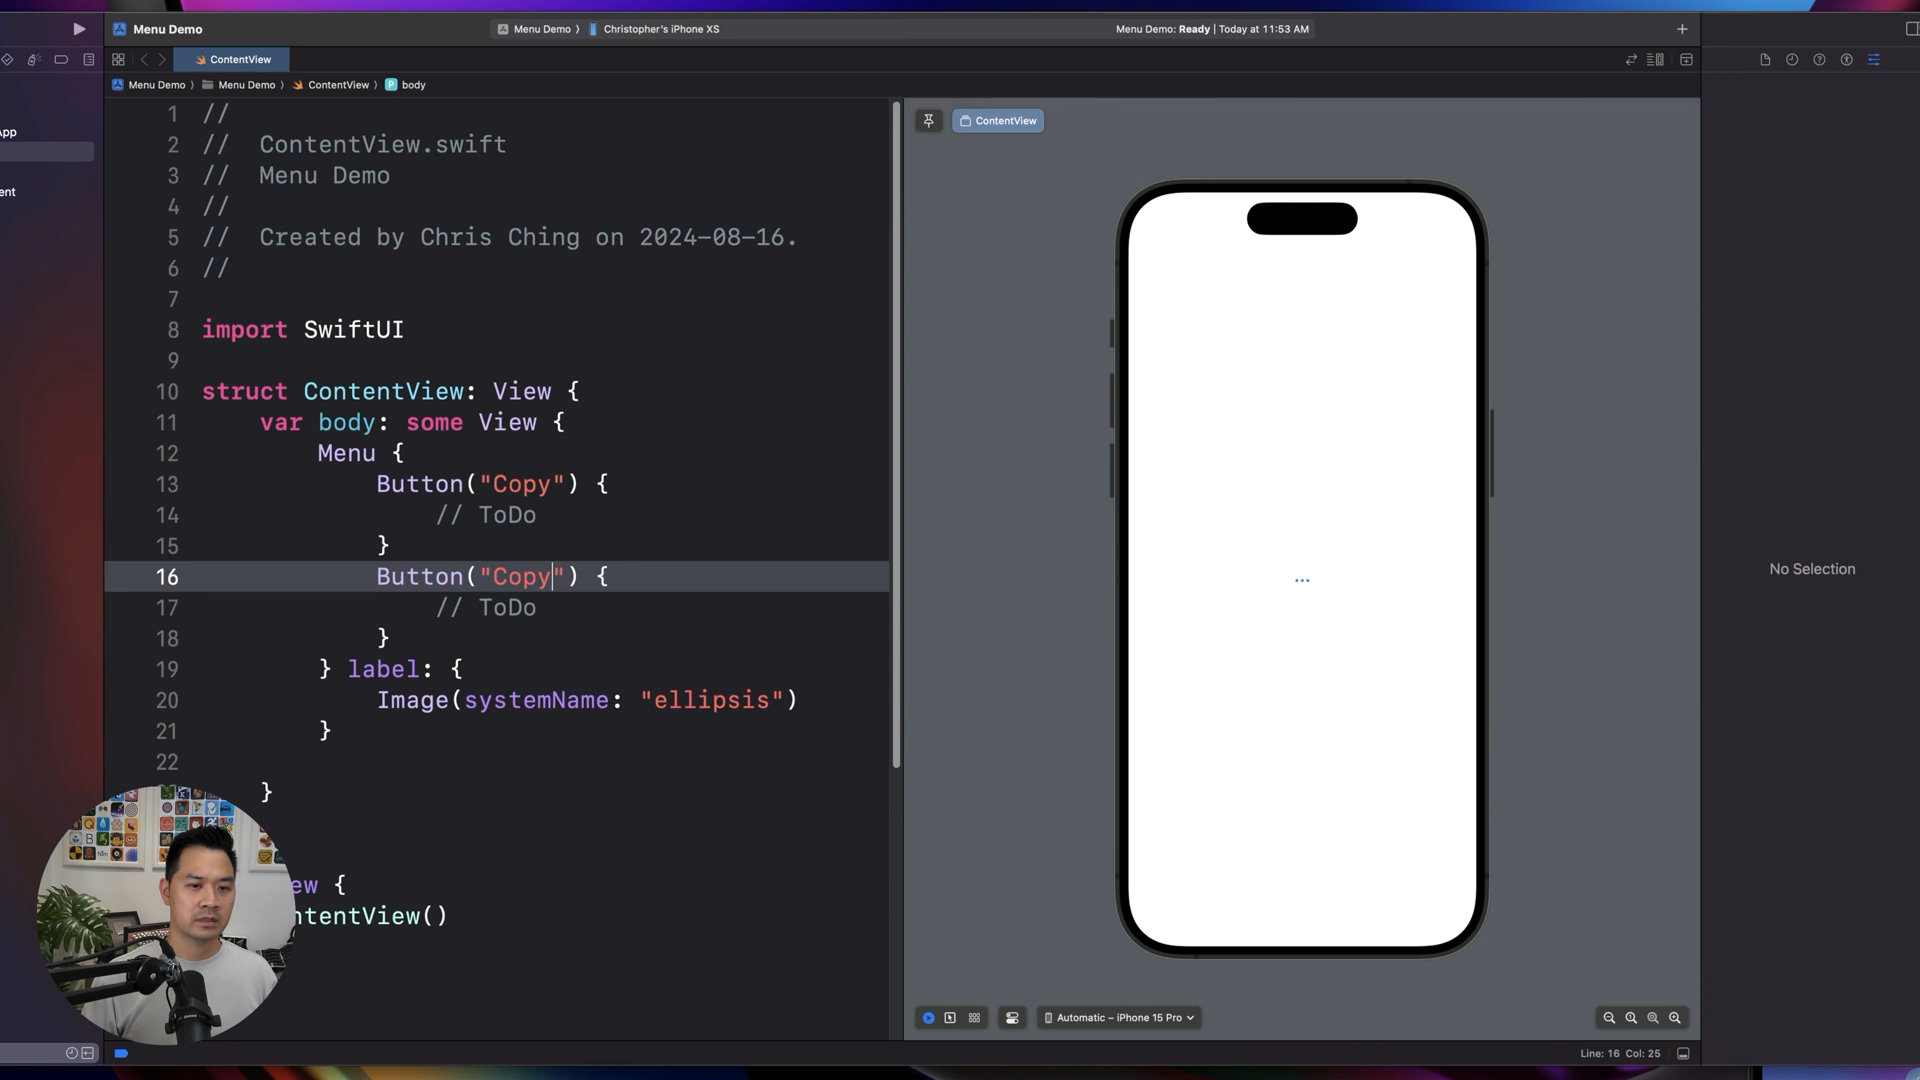 Menu Demo
Menu Demo ⟩ Christopher's iPhone XS
Menu Demo: Ready | Today at 11:53 AM
ContentView
Menu Demo ⟩ Menu Demo ⟩ ContentView ⟩ P body
App
ent
1 //
2 //  ContentView.swift
3 //  Menu Demo
4 //
5 //  Created by Chris Ching on 2024-08-16.
6 //
7
8 import SwiftUI
9
10 struct ContentView: View {
11     var body: some View {
12         Menu {
13             Button("Copy") {
14                 // ToDo
15             }
16             Button("Copy") {
17                 // ToDo
18             }
19         } label: {
20             Image(systemName: "ellipsis")
21         }
22
    }
ew {
ntentView()
ContentView
Automatic – iPhone 15 Pro
No Selection
Line: 16 Col: 25